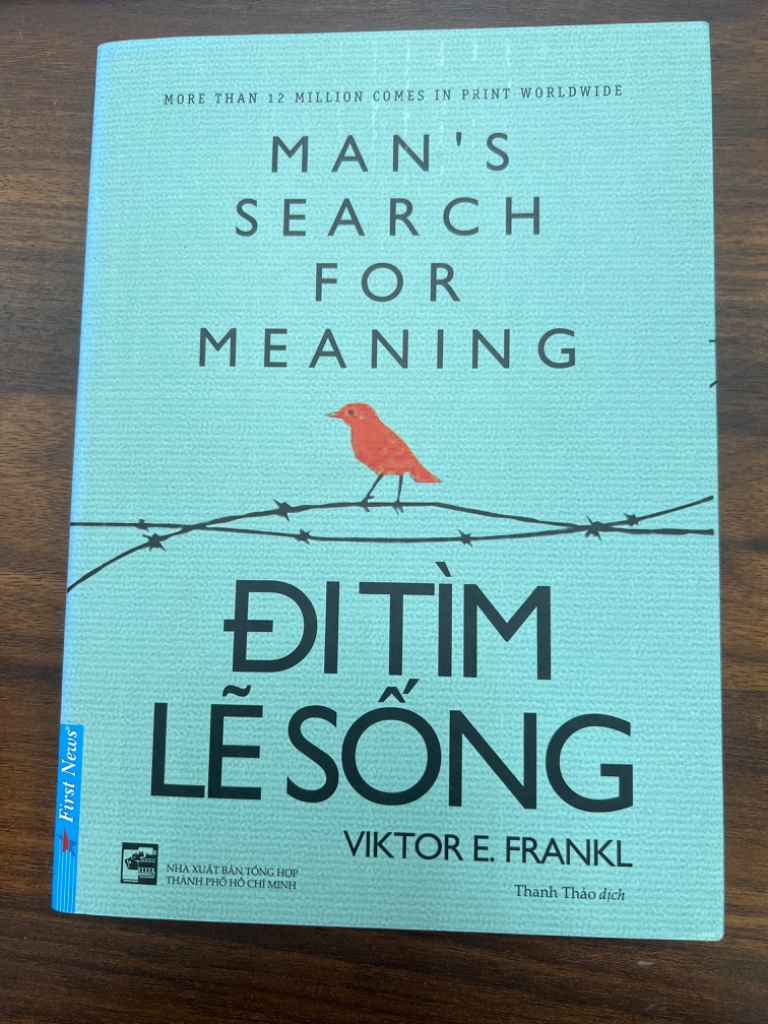 MORE THAN 12 MILLION COMES IN PRINT WORLDWIDE
MAN'S
SEARCH
FOR
MEANING
ĐI TÌM
LẼ SỐNG
VIKTOR E. FRANKL
Thanh Thảo dịch
First News®
NHÀ XUẤT BẢN TỔNG HỢP
THÀNH PHỐ HỒ CHÍ MINH